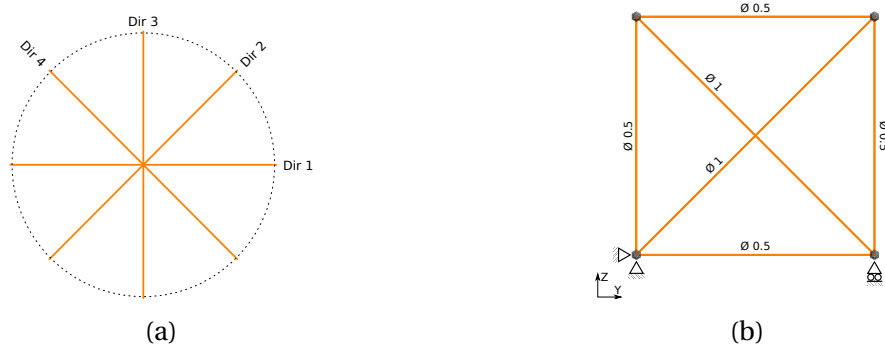 Dir 3
Dir 2
Dir 4
Dir 1
(a)
Ø 0.5
Ø 1
Ø 0.5
Ø 0.5
Ø 1
Ø 0.5
Z
Y
(b)